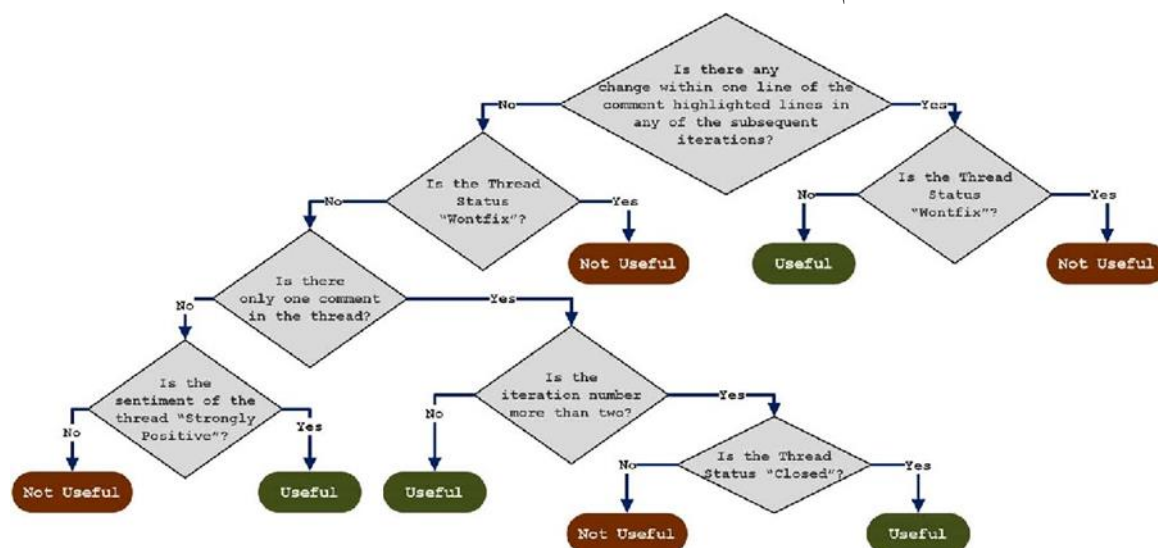 Is there any
change within one line of the
comment highlighted lines in
any of the subsequent
iterations?
No
Yes
Is the Thread
Status
"Wontfix"?
No
Yes
Not Useful
Is the Thread
Status
"Wontfix"?
No
Yes
Useful
Not Useful
Is there
only one comment
in the thread?
No
Yes
Is the
sentiment of the
thread "Strongly
Positive"?
No
Yes
Not Useful
Useful
Is the
iteration number
more than two?
No
Yes
Useful
Is the Thread
Status "Closed"?
No
Yes
Not Useful
Useful